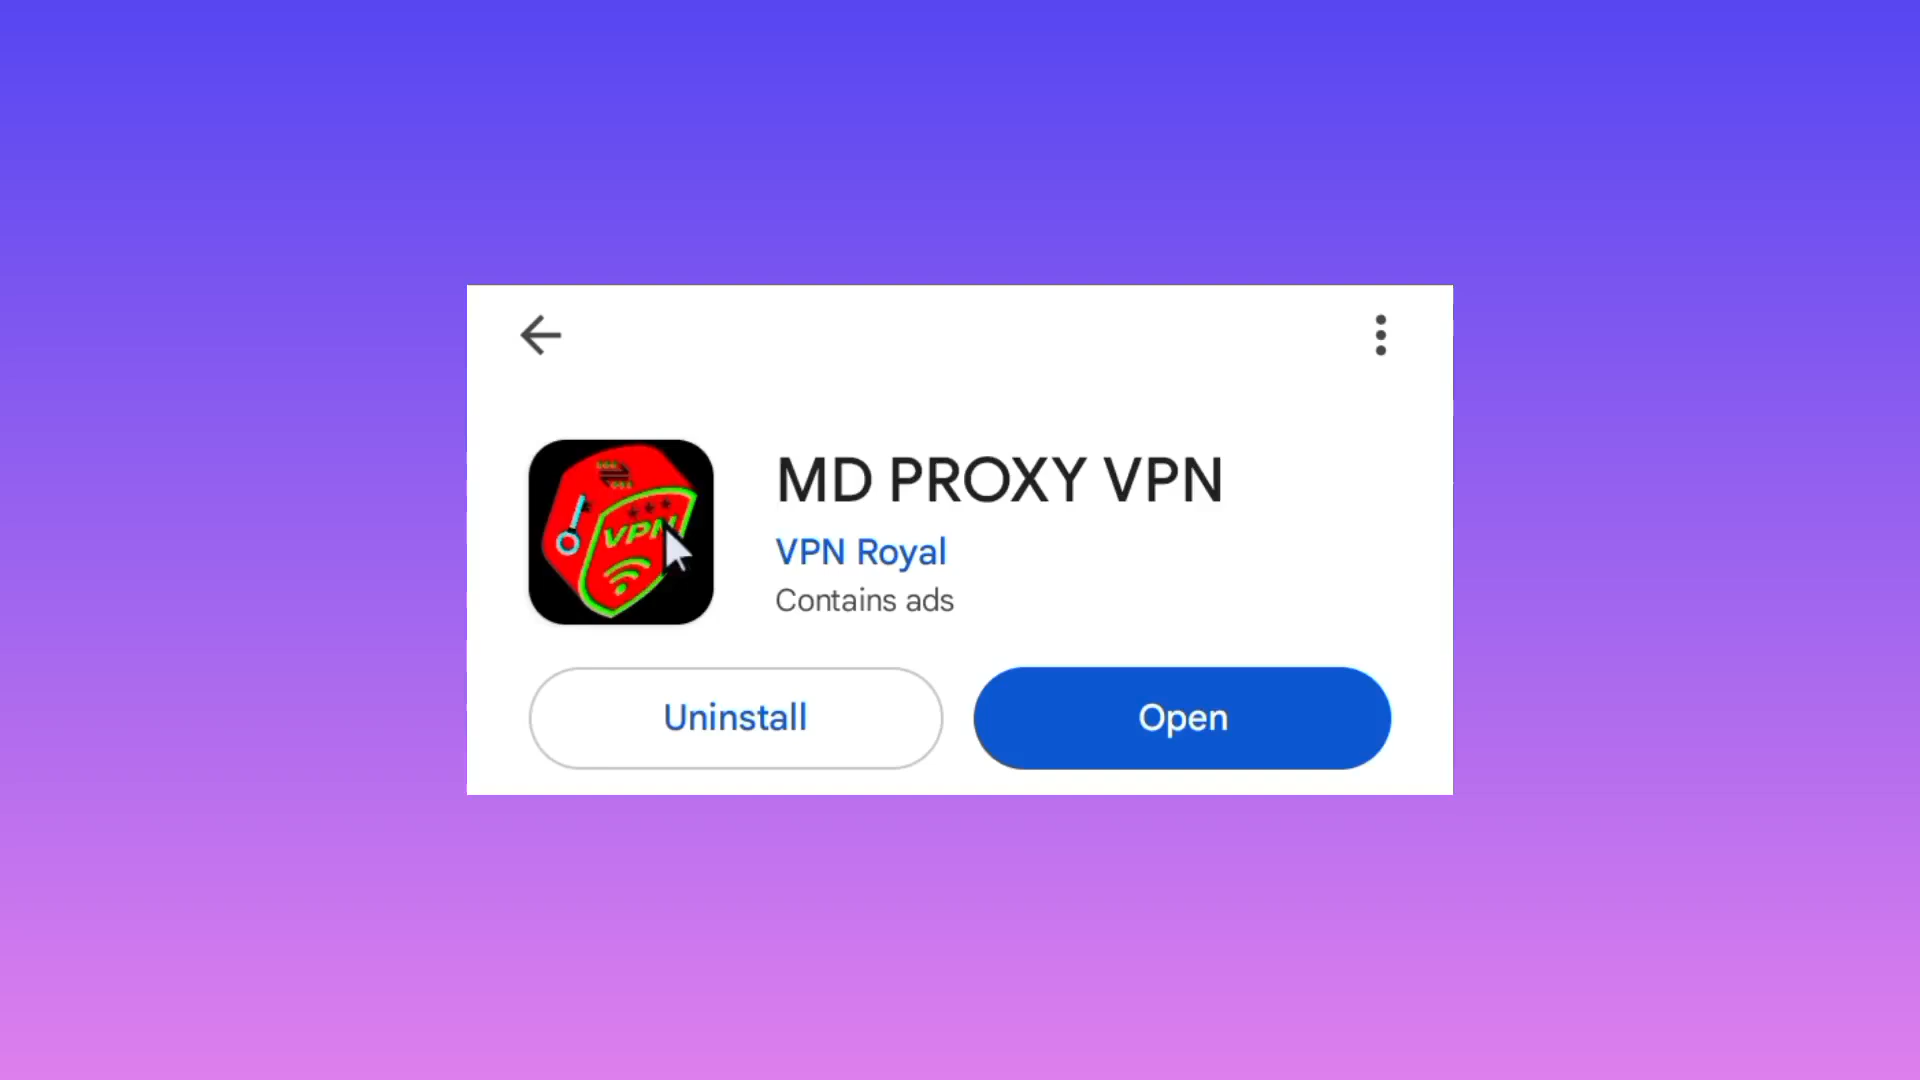 MD PROXY VPN
VPN Royal
Contains ads
VPN
Uninstall
Open